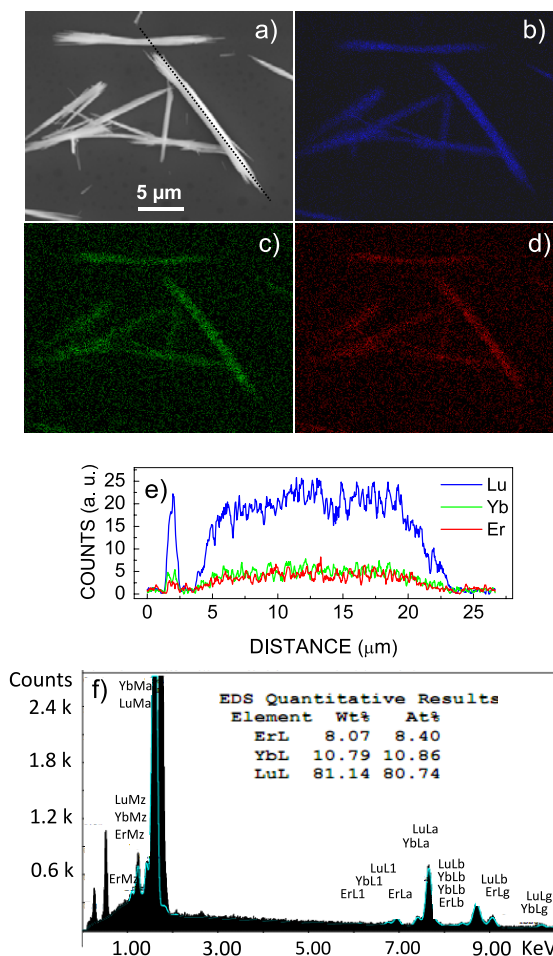 a)
b)
5 µm
c)
d)
e)
COUNTS (a. u.)
25
20
15
10
5
0
Lu
Yb
Er
0 5 10 15 20 25
DISTANCE (µm)
f)
Counts
2.4 k
1.8 k
1.2 k
0.6 k
YbMa
LuMa
EDS Quantitative Results
Element Wt% At%
ErL 8.07 8.40
YbL 10.79 10.86
LuL 81.14 80.74
LuMz
YbMz
ErMz
ErMz
LuL1
YbL1
ErL1
ErLa
LuLa
YbLa
LuLb
YbLb
YbLb
ErLb
LuLb
ErLg
LuLg
YbLg
1.00 3.00 5.00 7.00 9.00 KeV